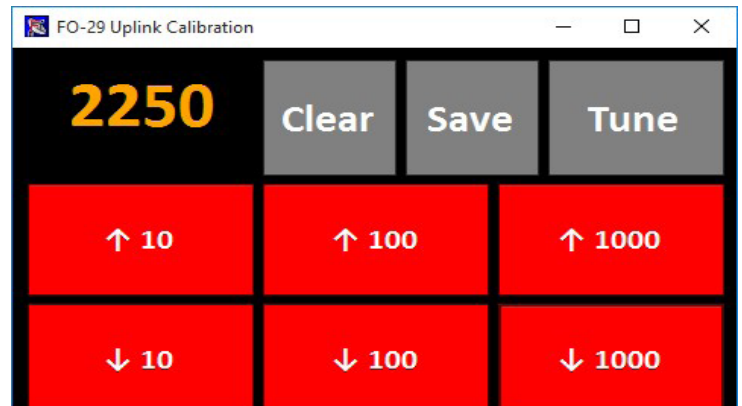 FO-29 Uplink Calibration
2250 Clear Save Tune
↑ 10 ↑ 100 ↑ 1000
↓ 10 ↓ 100 ↓ 1000